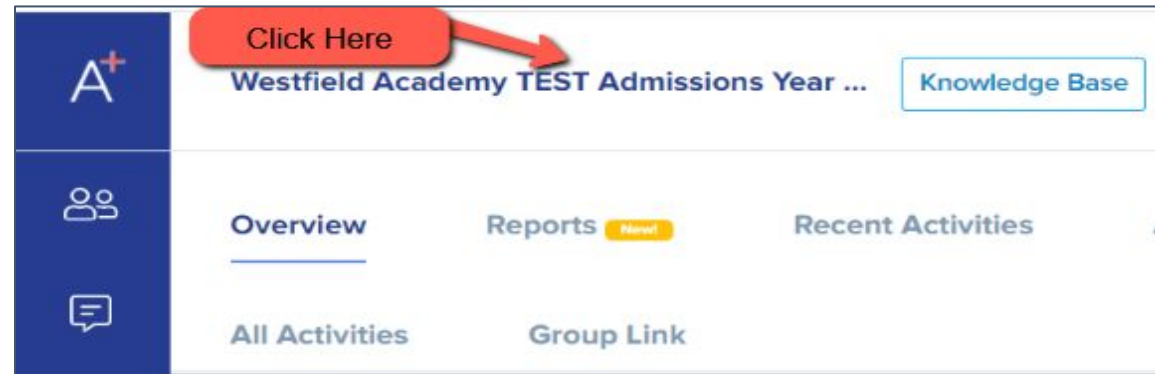 Click Here
A+
Westfield Academy TEST Admissions Year ... Knowledge Base
Overview Reports New! Recent Activities
All Activities Group Link